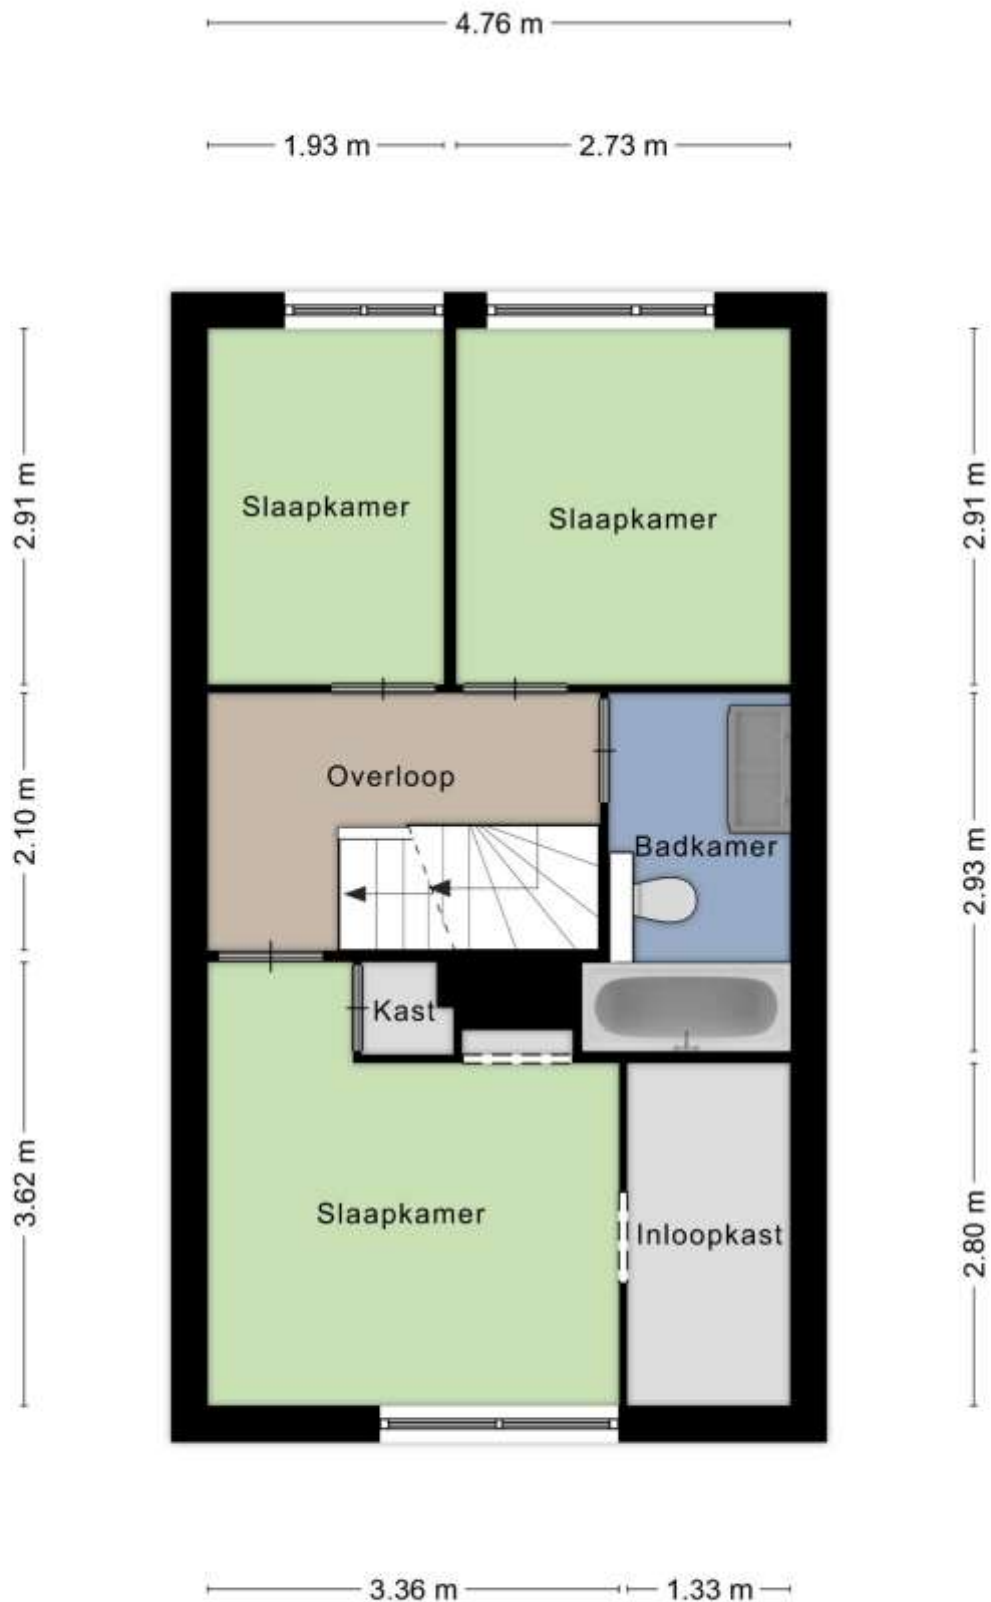 4.76 m
1.93 m
2.73 m
2.91 m
2.91 m
Slaapkamer
Slaapkamer
Overloop
2.10 m
Badkamer
2.93 m
Kast
3.62 m
Slaapkamer
Inloopkast
2.80 m
3.36 m
1.33 m